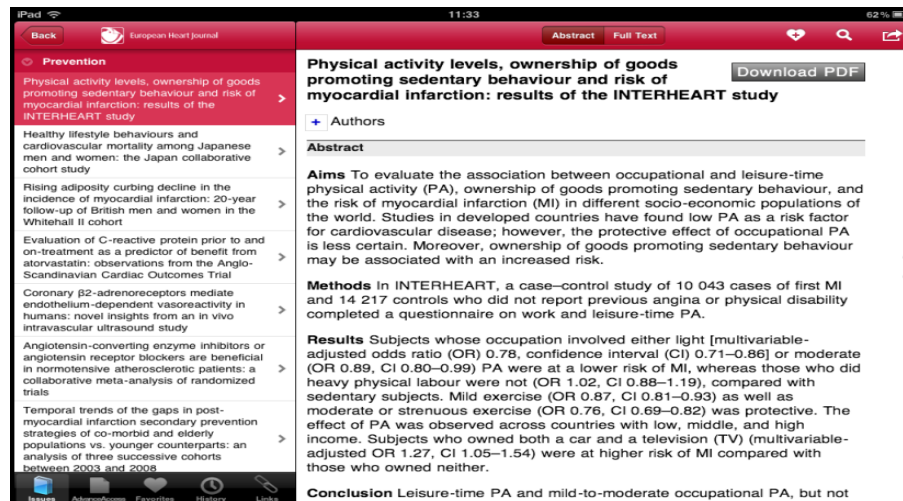 iPad
11:33
62%
Back
European Heart Journal
Abstract
Full Text
Prevention
Physical activity levels, ownership of goods
promoting sedentary behaviour and risk of
myocardial infarction: results of the
INTERHEART study
Healthy lifestyle behaviours and
cardiovascular mortality among Japanese
men and women: the Japan collaborative
cohort study
Rising adiposity curbing decline in the
incidence of myocardial infarction: 20-year
follow-up of British men and women in the
Whitehall II cohort
Evaluation of C-reactive protein prior to and
on-treatment as a predictor of benefit from
atorvastatin: observations from the Anglo-
Scandinavian Cardiac Outcomes Trial
Coronary β2-adrenoreceptors mediate
endothelium-dependent vasoreactivity in
humans: novel insights from an in vivo
intravascular ultrasound study
Angiotensin-converting enzyme inhibitors or
angiotensin receptor blockers are beneficial
in normotensive atherosclerotic patients: a
collaborative meta-analysis of randomized
trials
Temporal trends of the gaps in post-
myocardial infarction secondary prevention
strategies of co-morbid and elderly
populations vs. younger counterparts: an
analysis of three successive cohorts
between 2003 and 2008
Issues
AdvanceAccess
Favorites
History
Links
Physical activity levels, ownership of goods
promoting sedentary behaviour and risk of
myocardial infarction: results of the INTERHEART study
Download PDF
+ Authors
Abstract
Aims To evaluate the association between occupational and leisure-time
physical activity (PA), ownership of goods promoting sedentary behaviour, and
the risk of myocardial infarction (MI) in different socio-economic populations of
the world. Studies in developed countries have found low PA as a risk factor
for cardiovascular disease; however, the protective effect of occupational PA
is less certain. Moreover, ownership of goods promoting sedentary behaviour
may be associated with an increased risk.
Methods In INTERHEART, a case–control study of 10 043 cases of first MI
and 14 217 controls who did not report previous angina or physical disability
completed a questionnaire on work and leisure-time PA.
Results Subjects whose occupation involved either light [multivariable-
adjusted odds ratio (OR) 0.78, confidence interval (CI) 0.71–0.86] or moderate
(OR 0.89, CI 0.80–0.99) PA were at a lower risk of MI, whereas those who did
heavy physical labour were not (OR 1.02, CI 0.88–1.19), compared with
sedentary subjects. Mild exercise (OR 0.87, CI 0.81–0.93) as well as
moderate or strenuous exercise (OR 0.76, CI 0.69–0.82) was protective. The
effect of PA was observed across countries with low, middle, and high
income. Subjects who owned both a car and a television (TV) (multivariable-
adjusted OR 1.27, CI 1.05–1.54) were at higher risk of MI compared with
those who owned neither.
Conclusion Leisure-time PA and mild-to-moderate occupational PA, but not